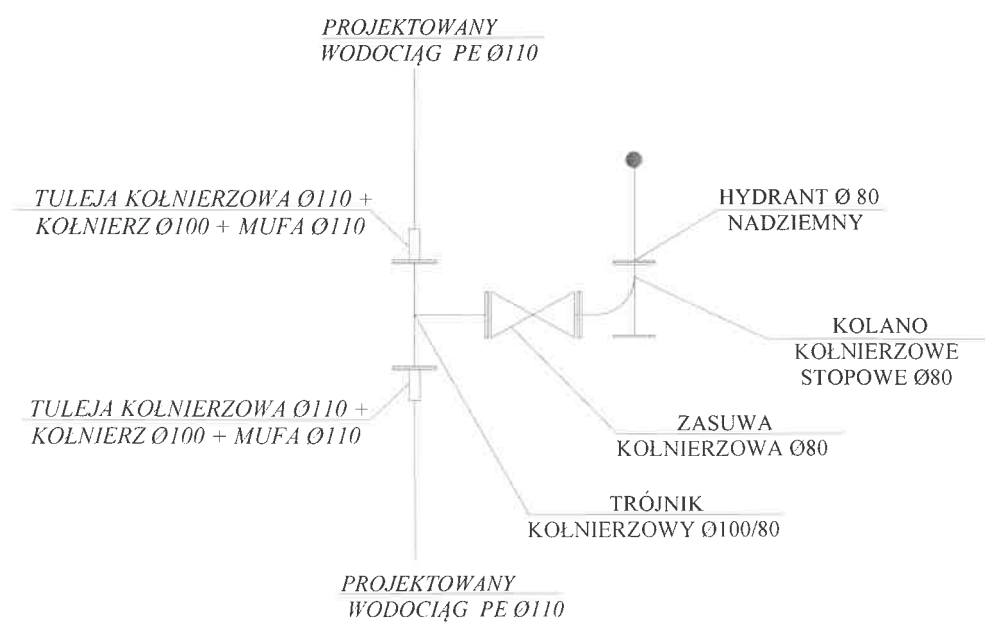 PROJEKTOWANY
WODOCIĄG PE Ø110
TULEJA KOŁNIERZOWA Ø110 +
KOŁNIERZ Ø100 + MUFA Ø110
HYDRANT Ø 80
NADZIEMNY
KOLANO
KOŁNIERZOWE
STOPOWE Ø80
TULEJA KOŁNIERZOWA Ø110 +
KOŁNIERZ Ø100 + MUFA Ø110
ZASUWA
KOŁNIERZOWA Ø80
TRÓJNIK
KOŁNIERZOWY Ø100/80
PROJEKTOWANY
WODOCIĄG PE Ø110